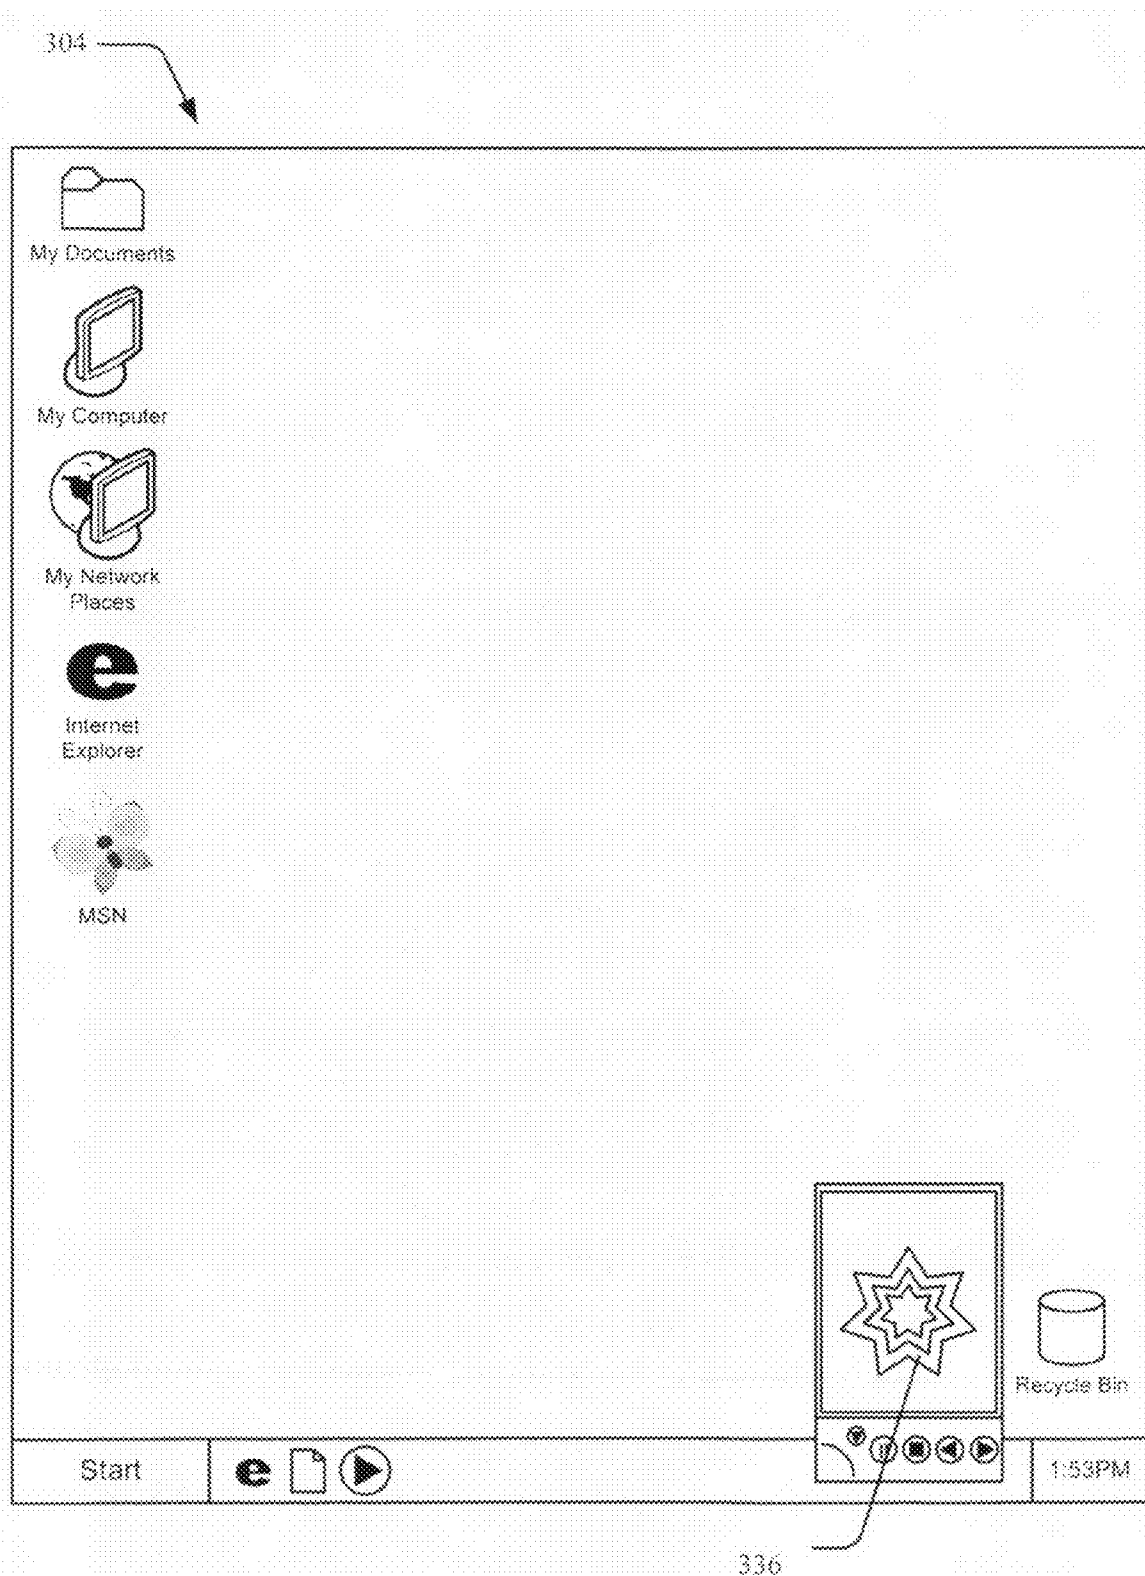 304
My Documents
My Computer
My Network
Places
e
Internet
Explorer
MSN
Recycle Bin
Start
e
1:53PM
336